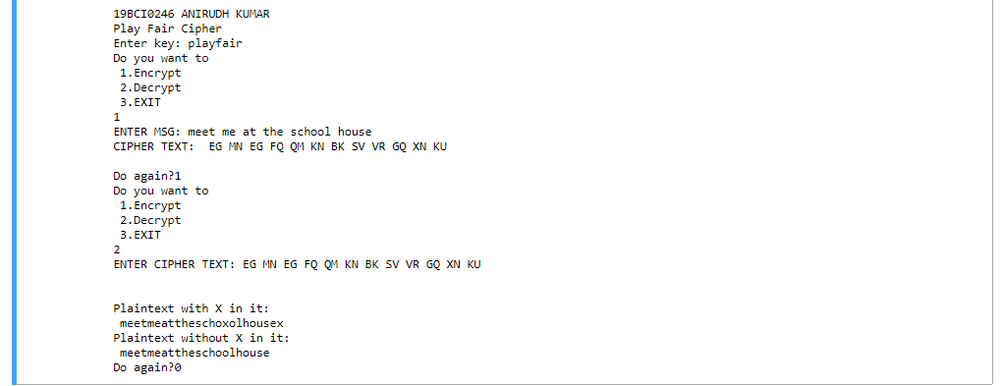 19BCI0246 ANIRUDH KUMAR
Play Fair Cipher
Enter key: playfair
Do you want to
1.Encrypt
2.Decrypt
3.EXIT
1
ENTER MSG: meet me at the school house
CIPHER TEXT:  EG MN EG FQ QM KN BK SV VR GQ XN KU
Do again?1
Do you want to
1.Encrypt
2.Decrypt
3.EXIT
2
ENTER CIPHER TEXT: EG MN EG FQ QM KN BK SV VR GQ XN KU
Plaintext with X in it:
meetmeattheschoxolhousex
Plaintext without X in it:
meetmeattheschoolhouse
Do again?0